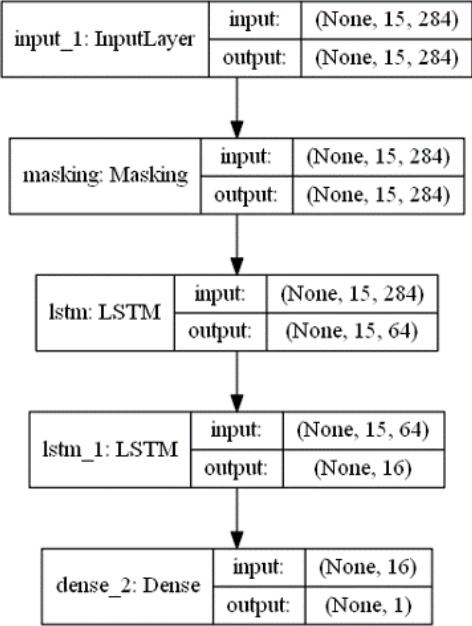 input_1: InputLayer
input: (None, 15, 284)
output: (None, 15, 284)
masking: Masking
input: (None, 15, 284)
output: (None, 15, 284)
lstm: LSTM
input: (None, 15, 284)
output: (None, 15, 64)
lstm_1: LSTM
input: (None, 15, 64)
output: (None, 16)
dense_2: Dense
input: (None, 16)
output: (None, 1)